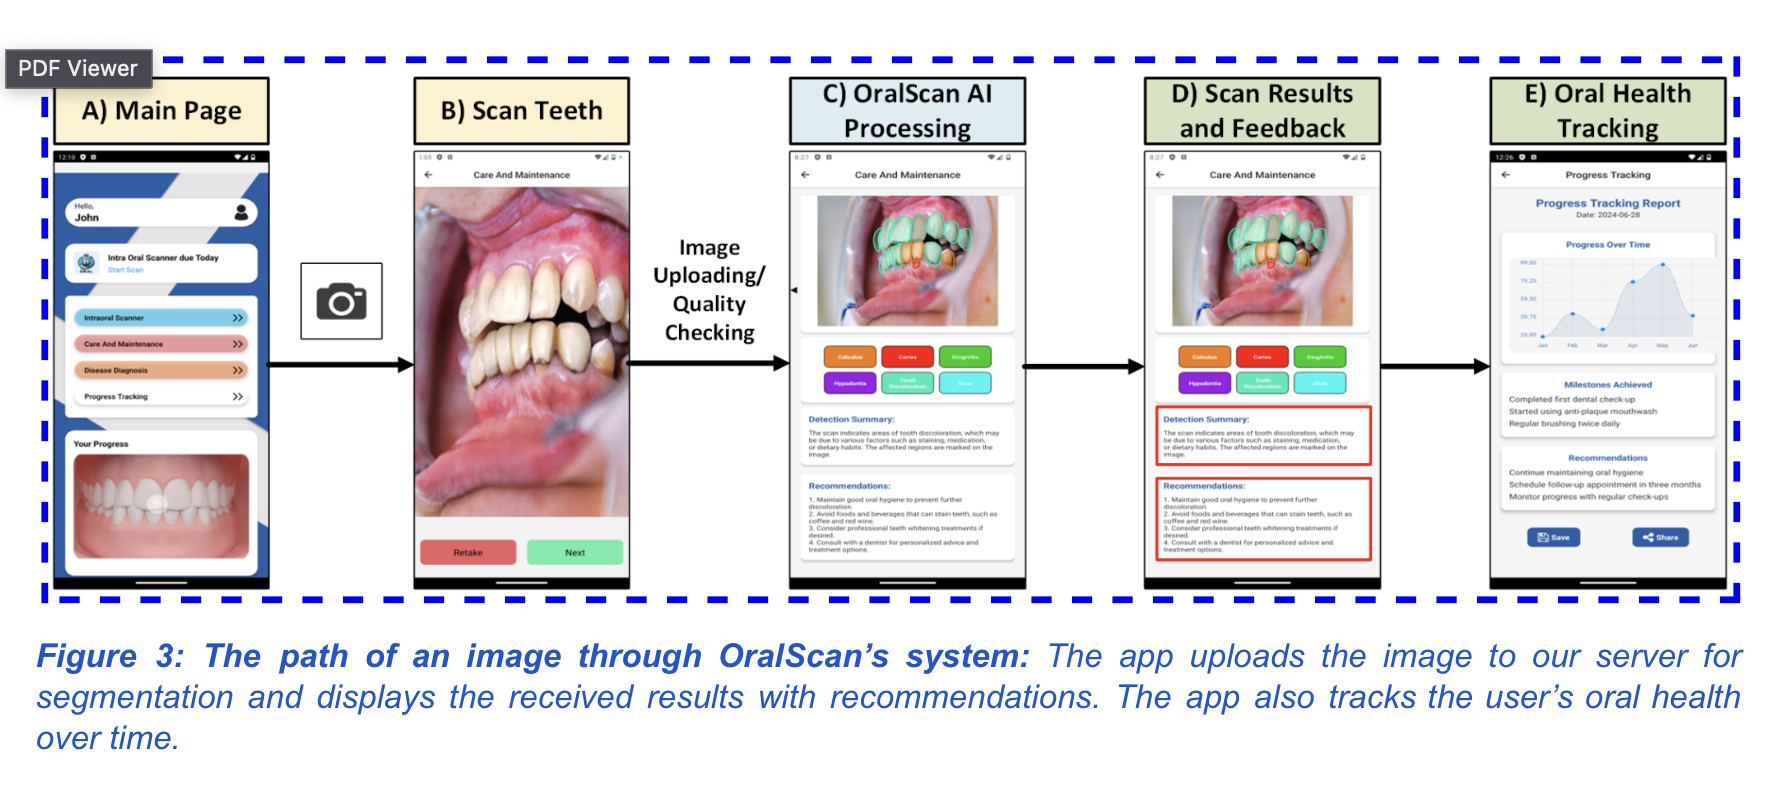 PDF Viewer
A) Main Page
12:10
Hello,
John
Intra Oral Scanner due Today
Start Scan
Intraoral Scanner
Care And Maintenance
Disease Diagnosis
Progress Tracking
Your Progress
B) Scan Teeth
1:05
Care And Maintenance
Retake
Next
Image
Uploading/
Quality
Checking
C) OralScan AI
Processing
8:27
Care And Maintenance
Calculus
Caries
Gingivitis
Hypodontia
Tooth
Discoloration
Ulcer
Detection Summary:
The scan indicates areas of tooth discoloration, which may
be due to various factors such as staining, medication,
or dietary habits. The affected regions are marked on the
image.
Recommendations:
1. Maintain good oral hygiene to prevent further
discoloration.
2. Avoid foods and beverages that can stain teeth, such as
coffee and red wine.
3. Consider professional teeth whitening treatments if
desired.
4. Consult with a dentist for personalized advice and
treatment options.
D) Scan Results
and Feedback
8:27
Care And Maintenance
Calculus
Caries
Gingivitis
Hypodontia
Tooth
Discoloration
Ulcer
Detection Summary:
The scan indicates areas of tooth discoloration, which may
be due to various factors such as staining, medication,
or dietary habits. The affected regions are marked on the
image.
Recommendations:
1. Maintain good oral hygiene to prevent further
discoloration.
2. Avoid foods and beverages that can stain teeth, such as
coffee and red wine.
3. Consider professional teeth whitening treatments if
desired.
4. Consult with a dentist for personalized advice and
treatment options.
E) Oral Health
Tracking
12:26
Progress Tracking
Progress Tracking Report
Date: 2024-06-28
Progress Over Time
99.00
79.25
59.50
39.75
20.00
Jan Feb Mar Apr May Jun
Milestones Achieved
Completed first dental check-up
Started using anti-plaque mouthwash
Regular brushing twice daily
Recommendations
Continue maintaining oral hygiene
Schedule follow-up appointment in three months
Monitor progress with regular check-ups
Save
Share
Figure 3: The path of an image through OralScan's system: The app uploads the image to our server for
segmentation and displays the received results with recommendations. The app also tracks the user's oral health
over time.